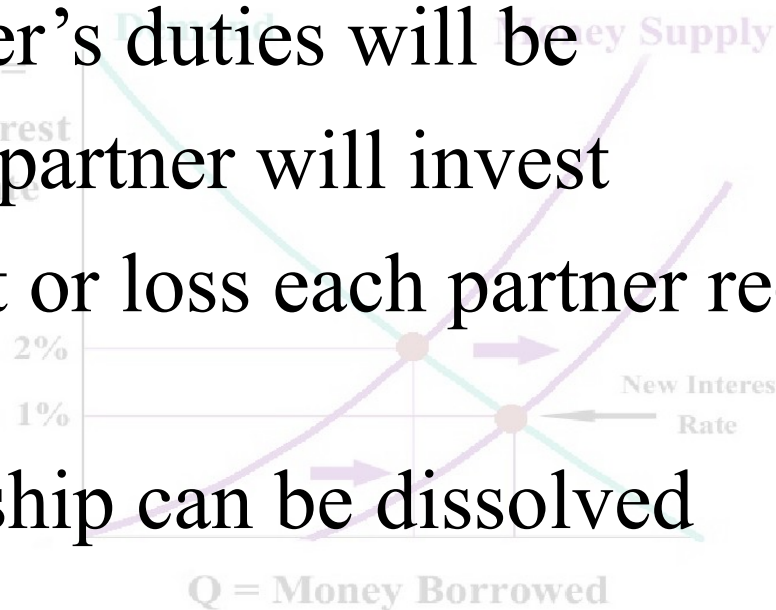 Demand
Money Supply
er’s duties will be
rest
partner will invest
t or loss each partner re
2%
New Interes
1%
Rate
ship can be dissolved
Q = Money Borrowed